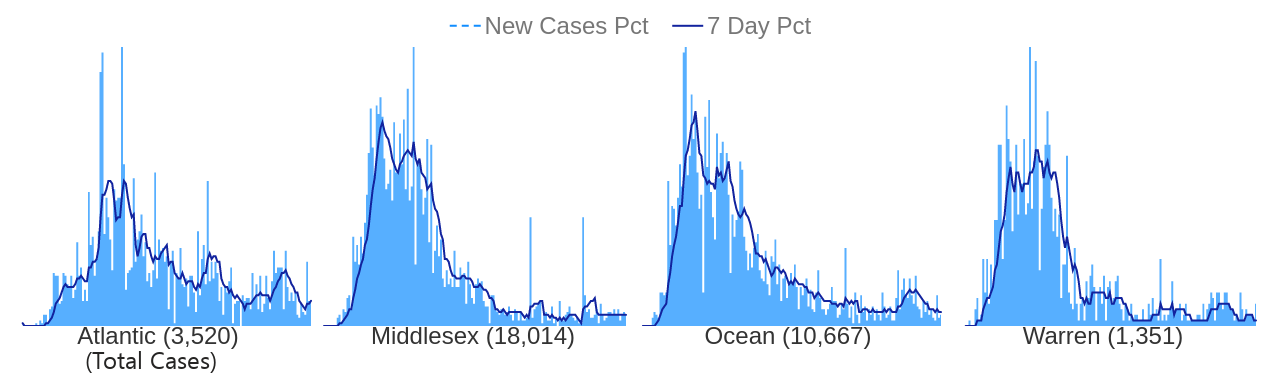 New Cases Pct 7 Day Pct
Atlantic (3,520) Middlesex (18,014) Ocean (10,667) Warren (1,351)
(Total Cases)